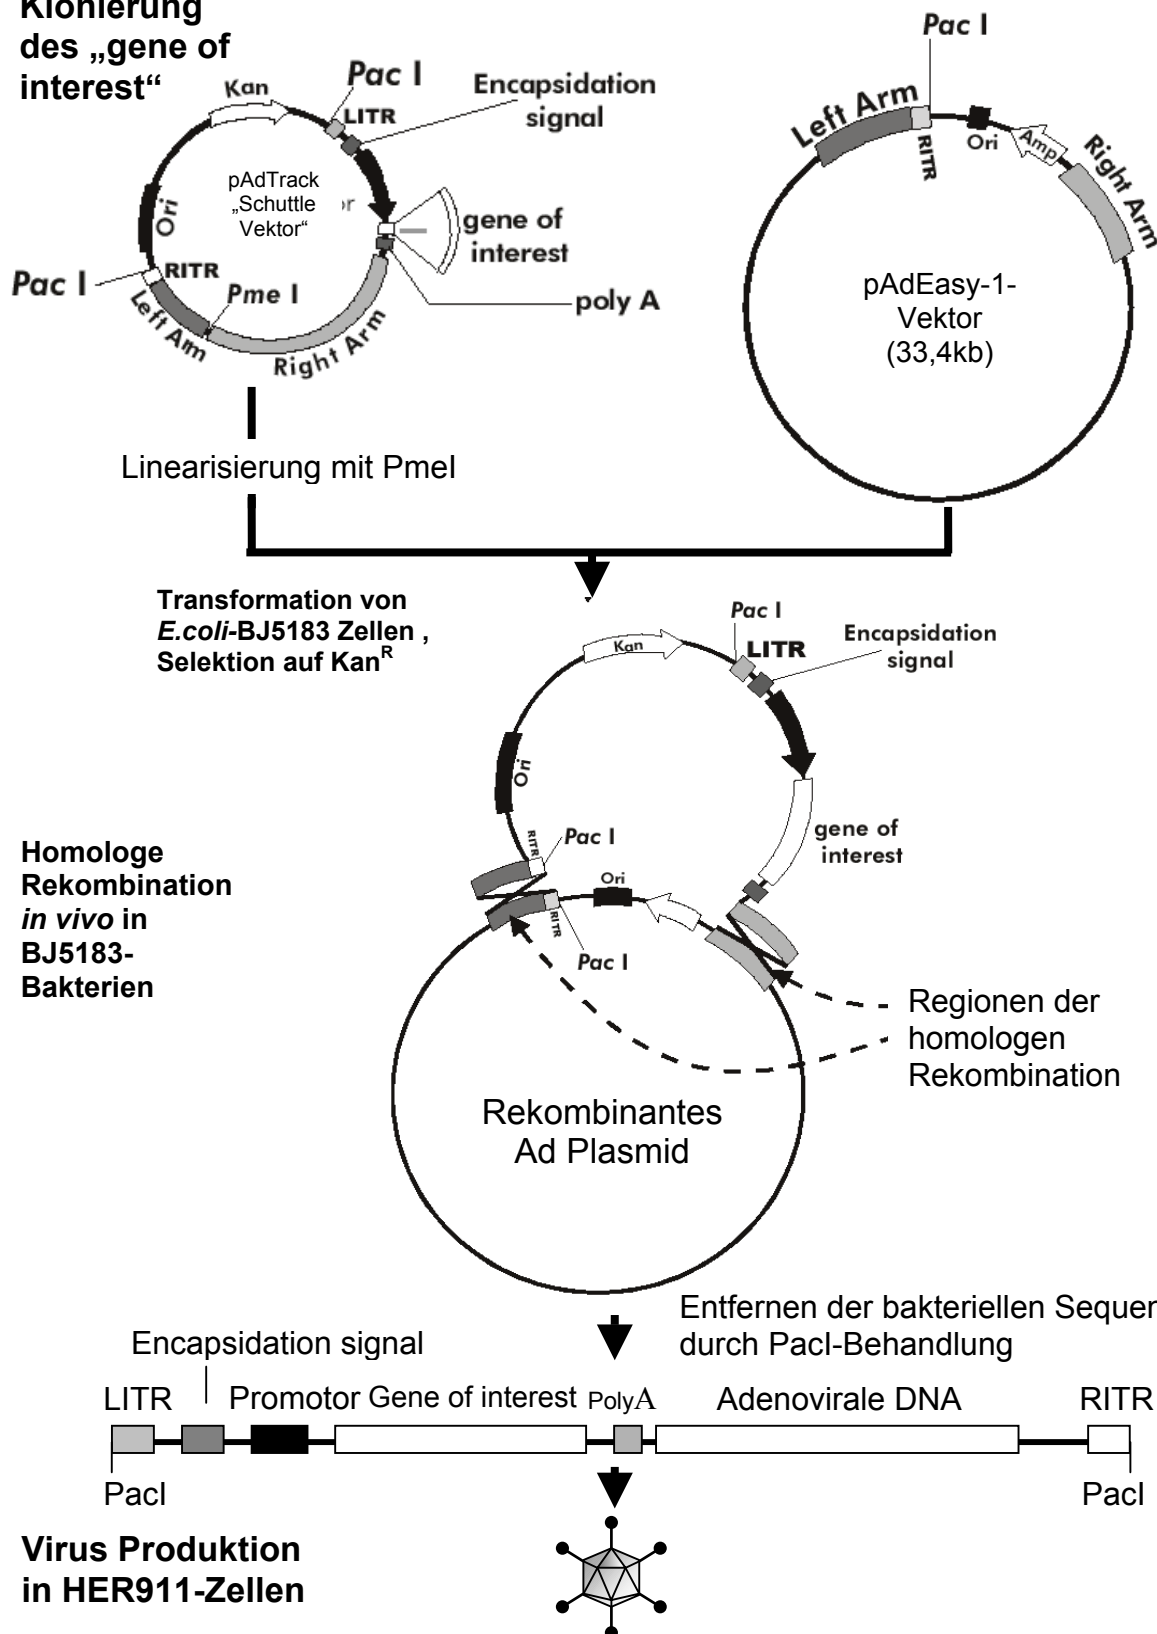 Klonierung
des „gene of
interest“
Kan
Pac I
LITR
Encapsidation
signal
pAdTrack
„Schuttle
Vektor“
Ori
gene of
interest
Pac I
RITR
Pme I
poly A
Left Arm
Right Arm
Pac I
Left Arm
RITR
Ori
Amp
Right Arm
pAdEasy-1-
Vektor
(33,4kb)
Linearisierung mit PmeI
Transformation von
E.coli-BJ5183 Zellen ,
Selektion auf KanR
Pac I
Kan
LITR
Encapsidation
signal
Ori
gene of
interest
Homologe
Rekombination
in vivo in
BJ5183-
Bakterien
RITR
Pac I
Ori
RITR
Pac I
Regionen der
homologen
Rekombination
Rekombinantes
Ad Plasmid
Entfernen der bakteriellen Sequer
durch PacI-Behandlung
Encapsidation signal
LITR Promotor Gene of interest PolyA Adenovirale DNA RITR
PacI PacI
Virus Produktion
in HER911-Zellen